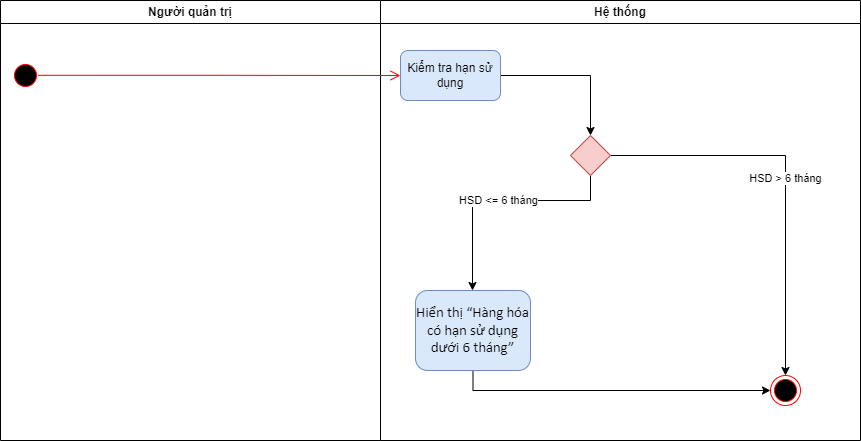 Người quản trị
Hệ thống
Kiểm tra hạn sử
dụng
HSD > 6 tháng
HSD <= 6 tháng
Hiển thị “Hàng hóa
có hạn sử dụng
dưới 6 tháng”